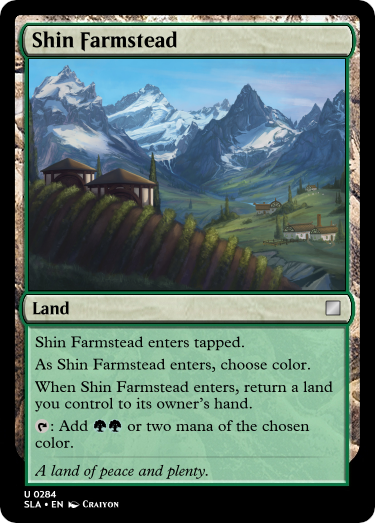 Shin Farmstead
Land
Shin Farmstead enters tapped.
As Shin Farmstead enters, choose color.
When Shin Farmstead enters, return a land
you control to its owner's hand.
: Add or two mana of the chosen
color.
A land of peace and plenty.
U 0284
SLA • EN Craiyon